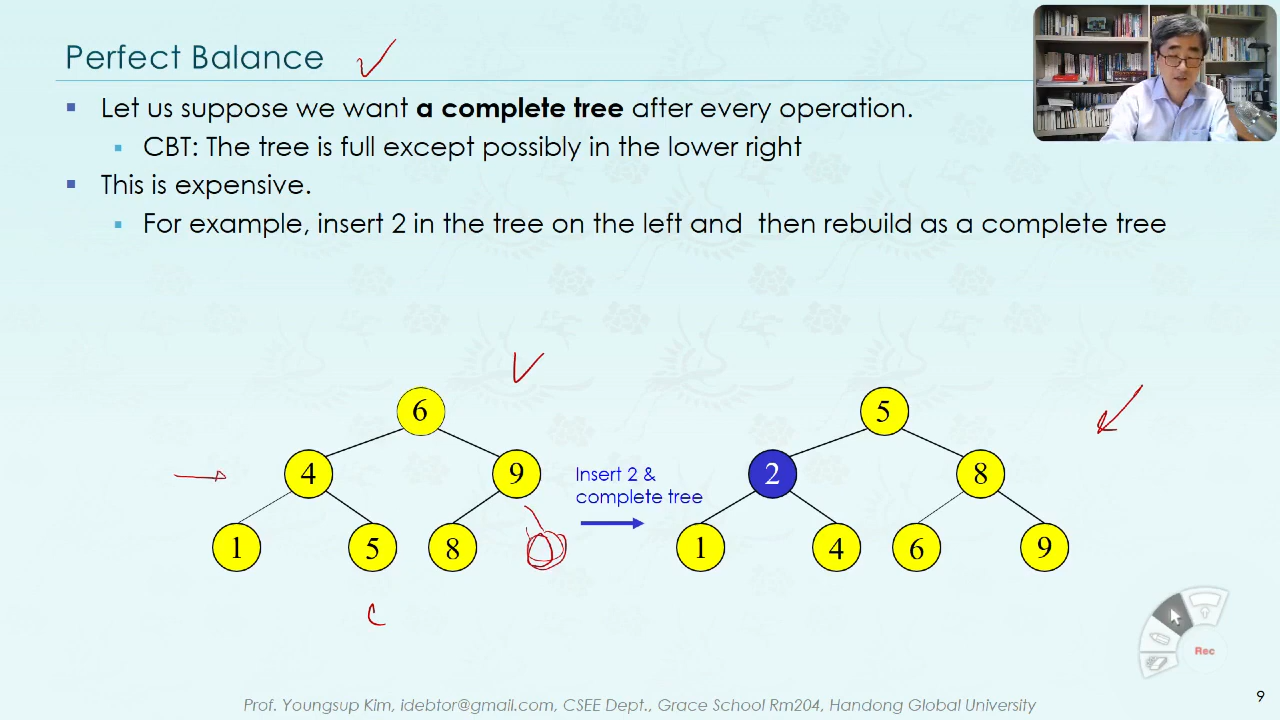 Perfect Balance
Let us suppose we want a complete tree after every operation.
CBT: The tree is full except possibly in the lower right
This is expensive.
For example, insert 2 in the tree on the left and then rebuild as a complete tree
6
5
4
9
Insert 2 &
complete tree
2
8
1
5
8
1
4
6
9
Rec
9
Prof. Youngsup Kim, idebtor@gmail.com, CSEE Dept., Grace School Rm204, Handong Global University